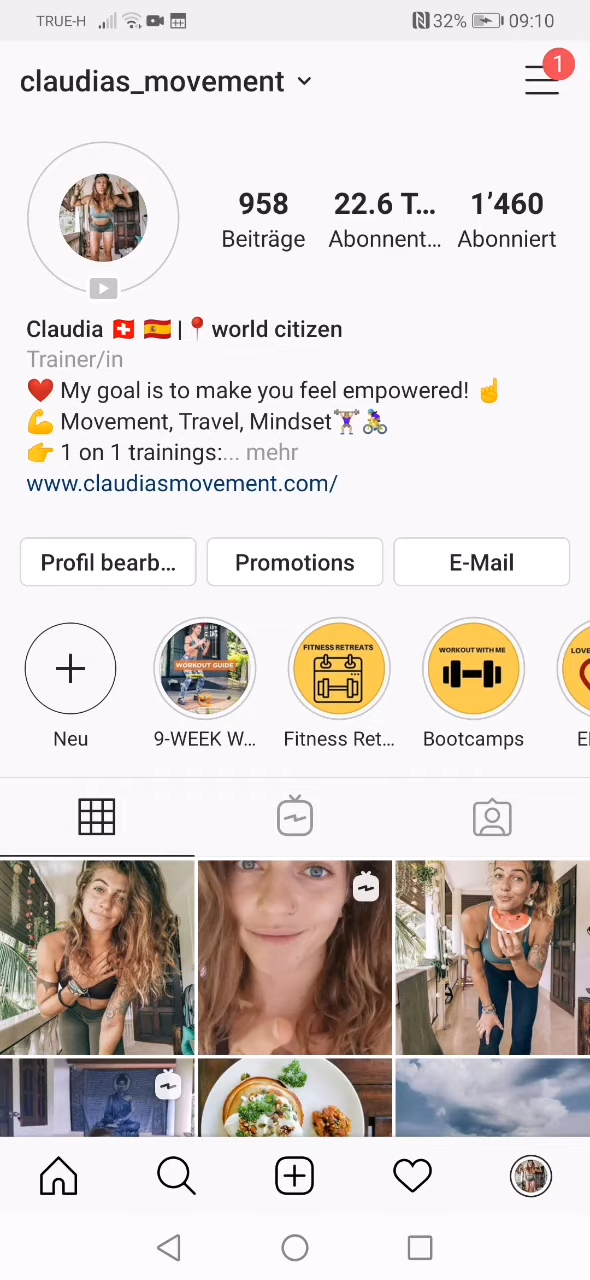 TRUE-H 32% 09:10
claudias_movement
1
958 22.6 T... 1’460
Beiträge Abonnent... Abonniert
Claudia 🇨🇭 🇪🇸 |📍world citizen
Trainer/in
❤️ My goal is to make you feel empowered! ☝️
💪 Movement, Travel, Mindset🏋️‍♀️🚴‍♀️
👉 1 on 1 trainings:... mehr
www.claudiasmovement.com/
Profil bearb... Promotions E-Mail
WORKOUT GUIDE FITNESS RETREATS WORKOUT WITH ME LOVE
Neu 9-WEEK W... Fitness Ret... Bootcamps